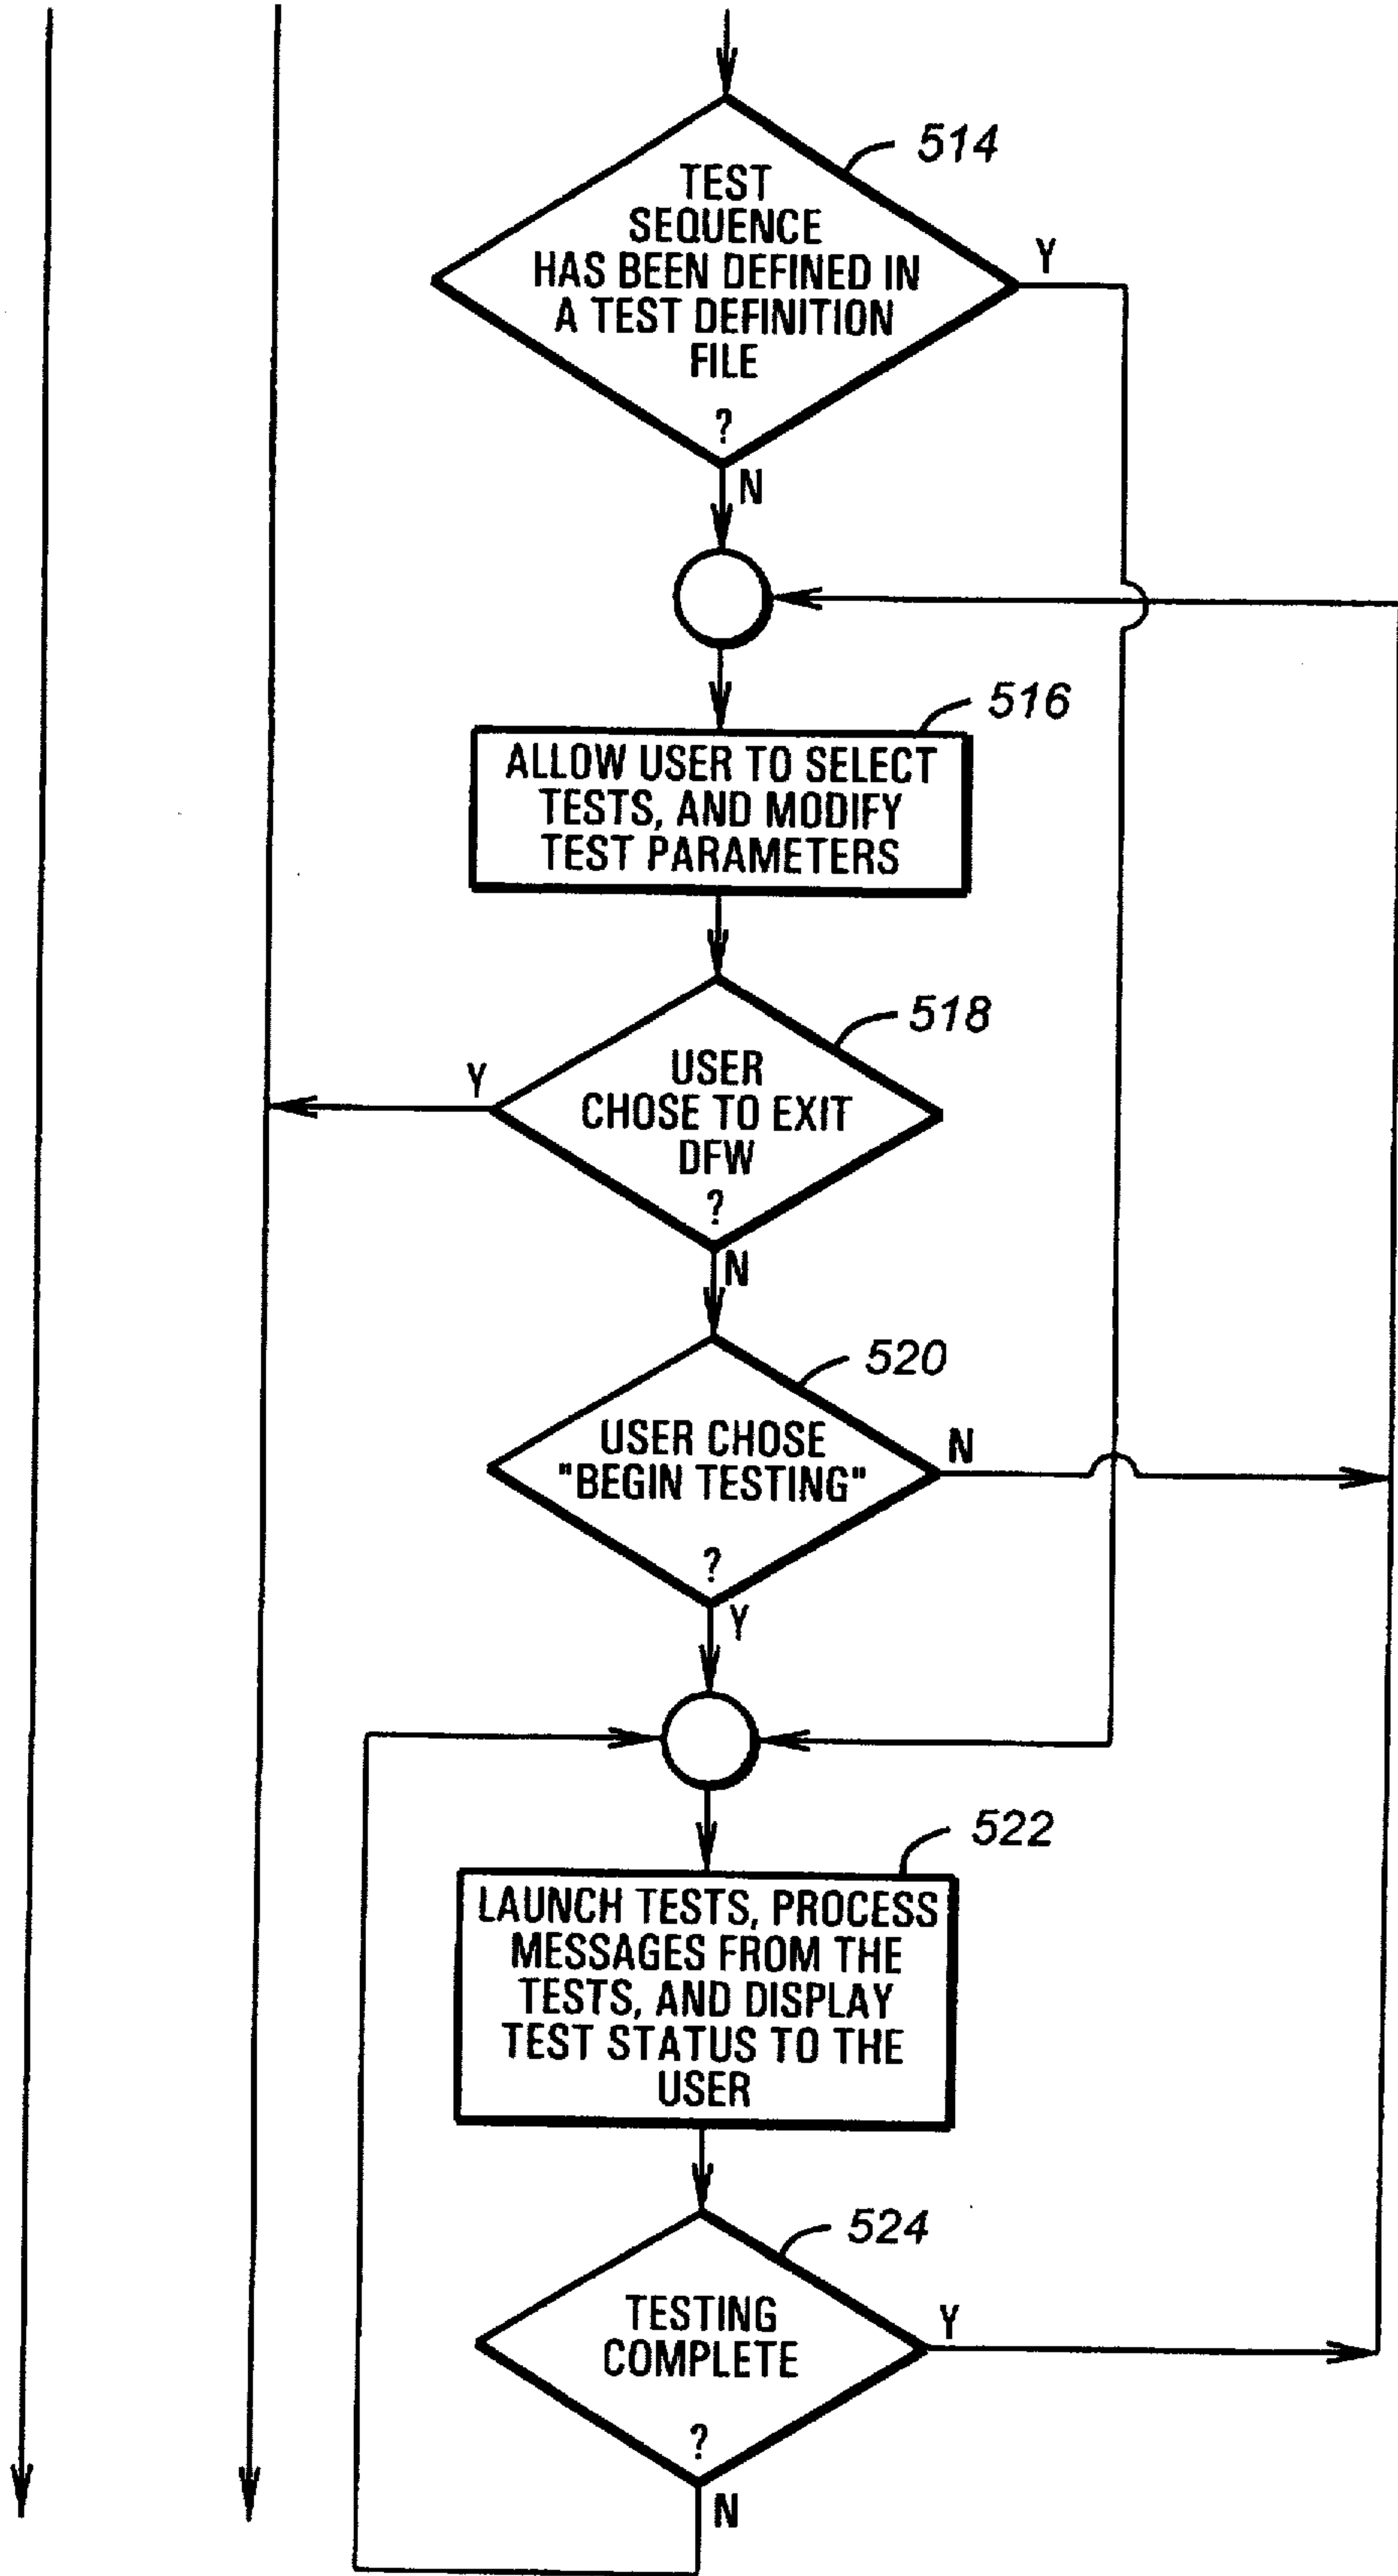 514
TEST
SEQUENCE
HAS BEEN DEFINED IN
A TEST DEFINITION
FILE
?
Y
N
516
ALLOW USER TO SELECT
TESTS, AND MODIFY
TEST PARAMETERS
518
USER
CHOSE TO EXIT
DFW
?
Y
N
520
USER CHOSE
"BEGIN TESTING"
?
N
Y
522
LAUNCH TESTS, PROCESS
MESSAGES FROM THE
TESTS, AND DISPLAY
TEST STATUS TO THE
USER
524
TESTING
COMPLETE
?
Y
N